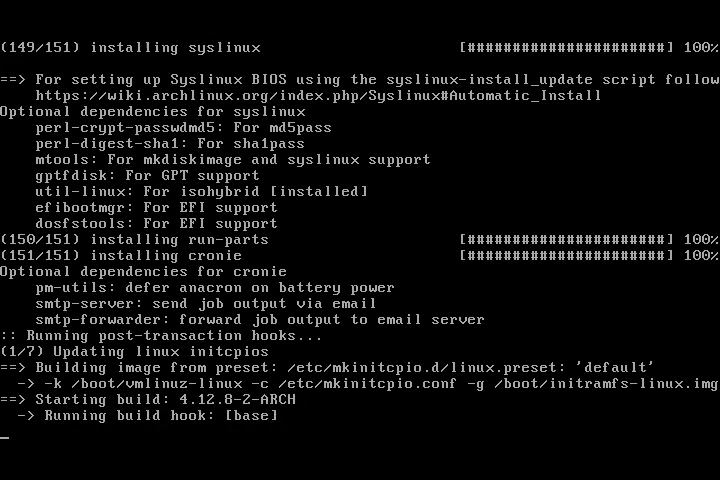 (149/151) installing syslinux [######################] 100%
==> For setting up Syslinux BIOS using the syslinux-install_update script follow
https://wiki.archlinux.org/index.php/Syslinux#Automatic_Install
Optional dependencies for syslinux
perl-crypt-passwdmd5: For md5pass
perl-digest-sha1: For sha1pass
mtools: For mkdiskimage and syslinux support
gptfdisk: For GPT support
util-linux: For isohybrid [installed]
efibootmgr: For EFI support
dosfstools: For EFI support
(150/151) installing run-parts [######################] 100%
(151/151) installing cronie [######################] 100%
Optional dependencies for cronie
pm-utils: defer anacron on battery power
smtp-server: send job output via email
smtp-forwarder: forward job output to email server
:: Running post-transaction hooks...
(1/7) Updating linux initcpios
==> Building image from preset: /etc/mkinitcpio.d/linux.preset: 'default'
-> -k /boot/vmlinuz-linux -c /etc/mkinitcpio.conf -g /boot/initramfs-linux.img
==> Starting build: 4.12.8-2-ARCH
-> Running build hook: [base]